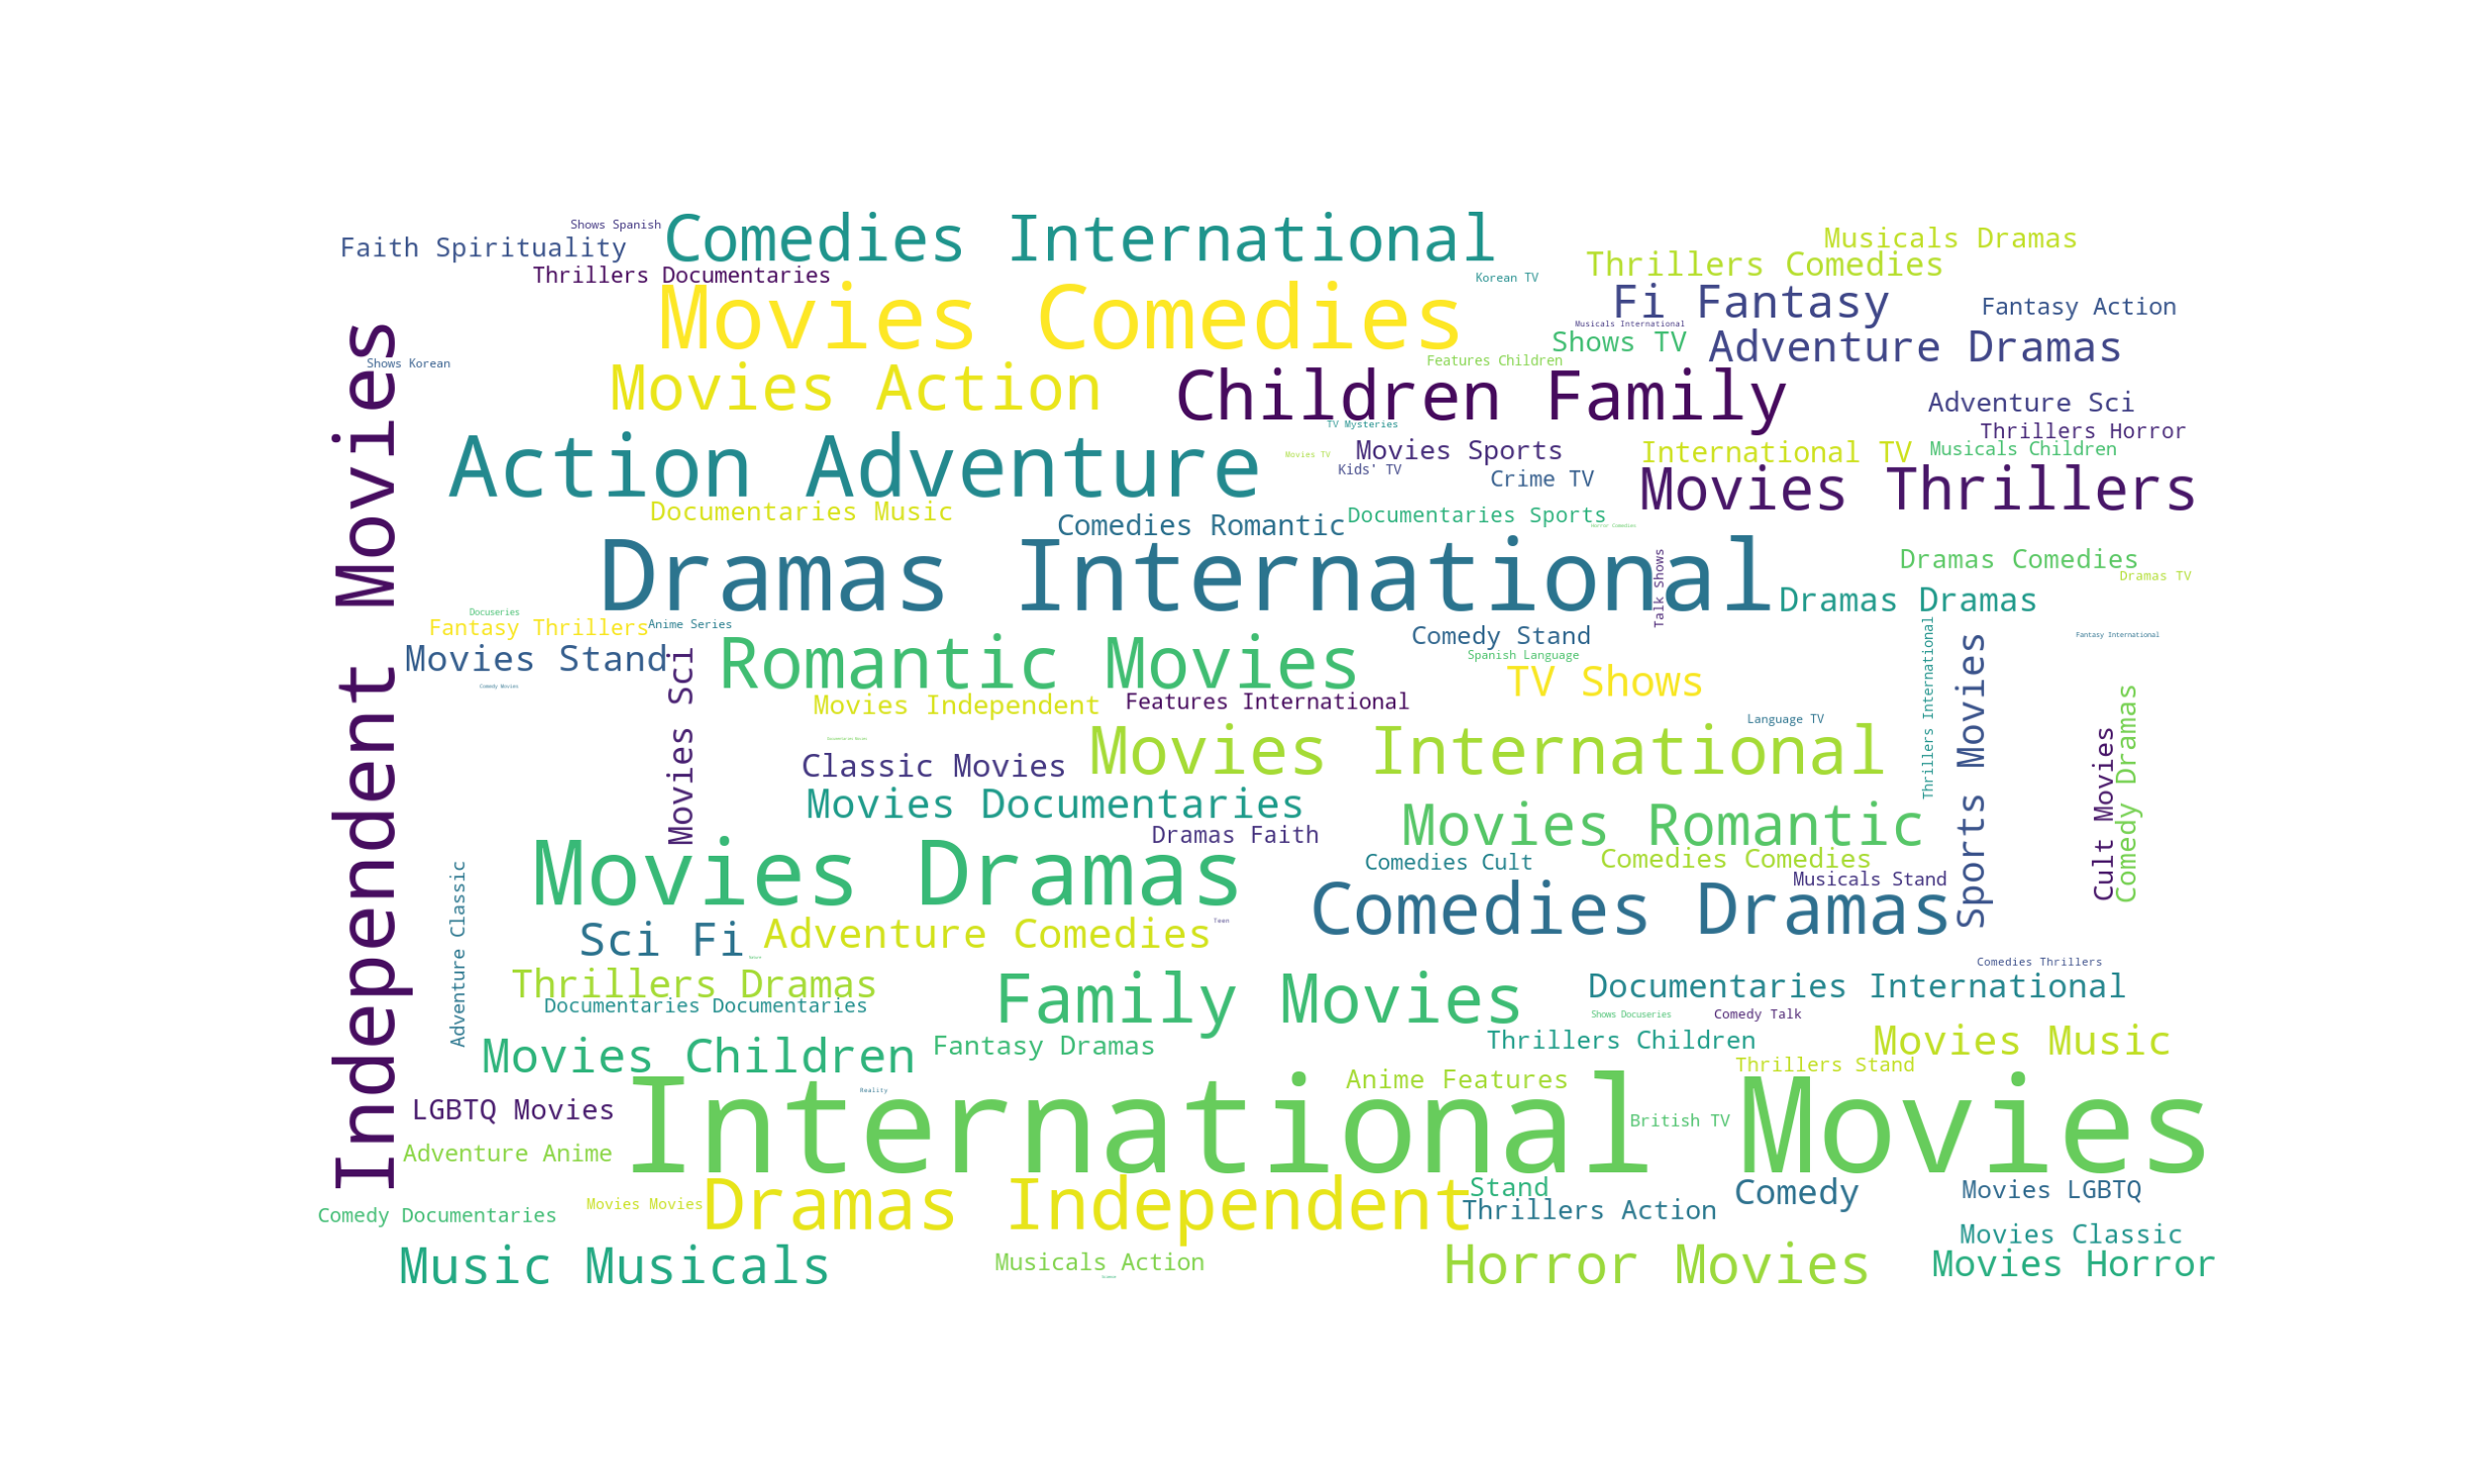 Shows Spanish
Comedies International
Faith Spirituality
Musicals Dramas
Thrillers Documentaries
Korean TV
Thrillers Comedies
Movies Comedies
Fi Fantasy
Fantasy Action
Musicals International
Shows TV
Adventure Dramas
Shows Korean
Features Children
Movies Action
Children Family
Adventure Sci
TV Mysteries
Thrillers Horror
Action Adventure
Movies TV
Movies Sports
International TV
Musicals Children
Kids' TV
Crime TV
Movies Thrillers
Documentaries Music
Comedies Romantic
Documentaries Sports
Horror Comedies
Dramas International
Talk Shows
Dramas Comedies
Dramas TV
Dramas Dramas
Docuseries
Fantasy Thrillers
Anime Series
Comedy Stand
Fantasy International
Movies Stand
Romantic Movies
Spanish Language
TV Shows
Comedy Movies
Movies Sci
Movies Independent
Features International
Thrillers International
Sports Movies
Language TV
Movies International
Classic Movies
Cult Movies
Comedy Dramas
Movies Documentaries
Movies Romantic
Independent Movies
Dramas Faith
Movies Dramas
Comedies Cult
Comedies Comedies
Musicals Stand
Comedies Dramas
Adventure Classic
Sci Fi
Adventure Comedies
Teen
Comedies Thrillers
Thrillers Dramas
Family Movies
Documentaries International
Documentaries Documentaries
Shows Docuseries
Comedy Talk
Movies Children
Fantasy Dramas
Thrillers Children
Movies Music
Thrillers Stand
Anime Features
Reality
LGBTQ Movies
International Movies
British TV
Adventure Anime
Dramas Independent
Stand
Comedy
Movies LGBTQ
Movies Movies
Comedy Documentaries
Thrillers Action
Movies Classic
Music Musicals
Musicals Action
Horror Movies
Movies Horror